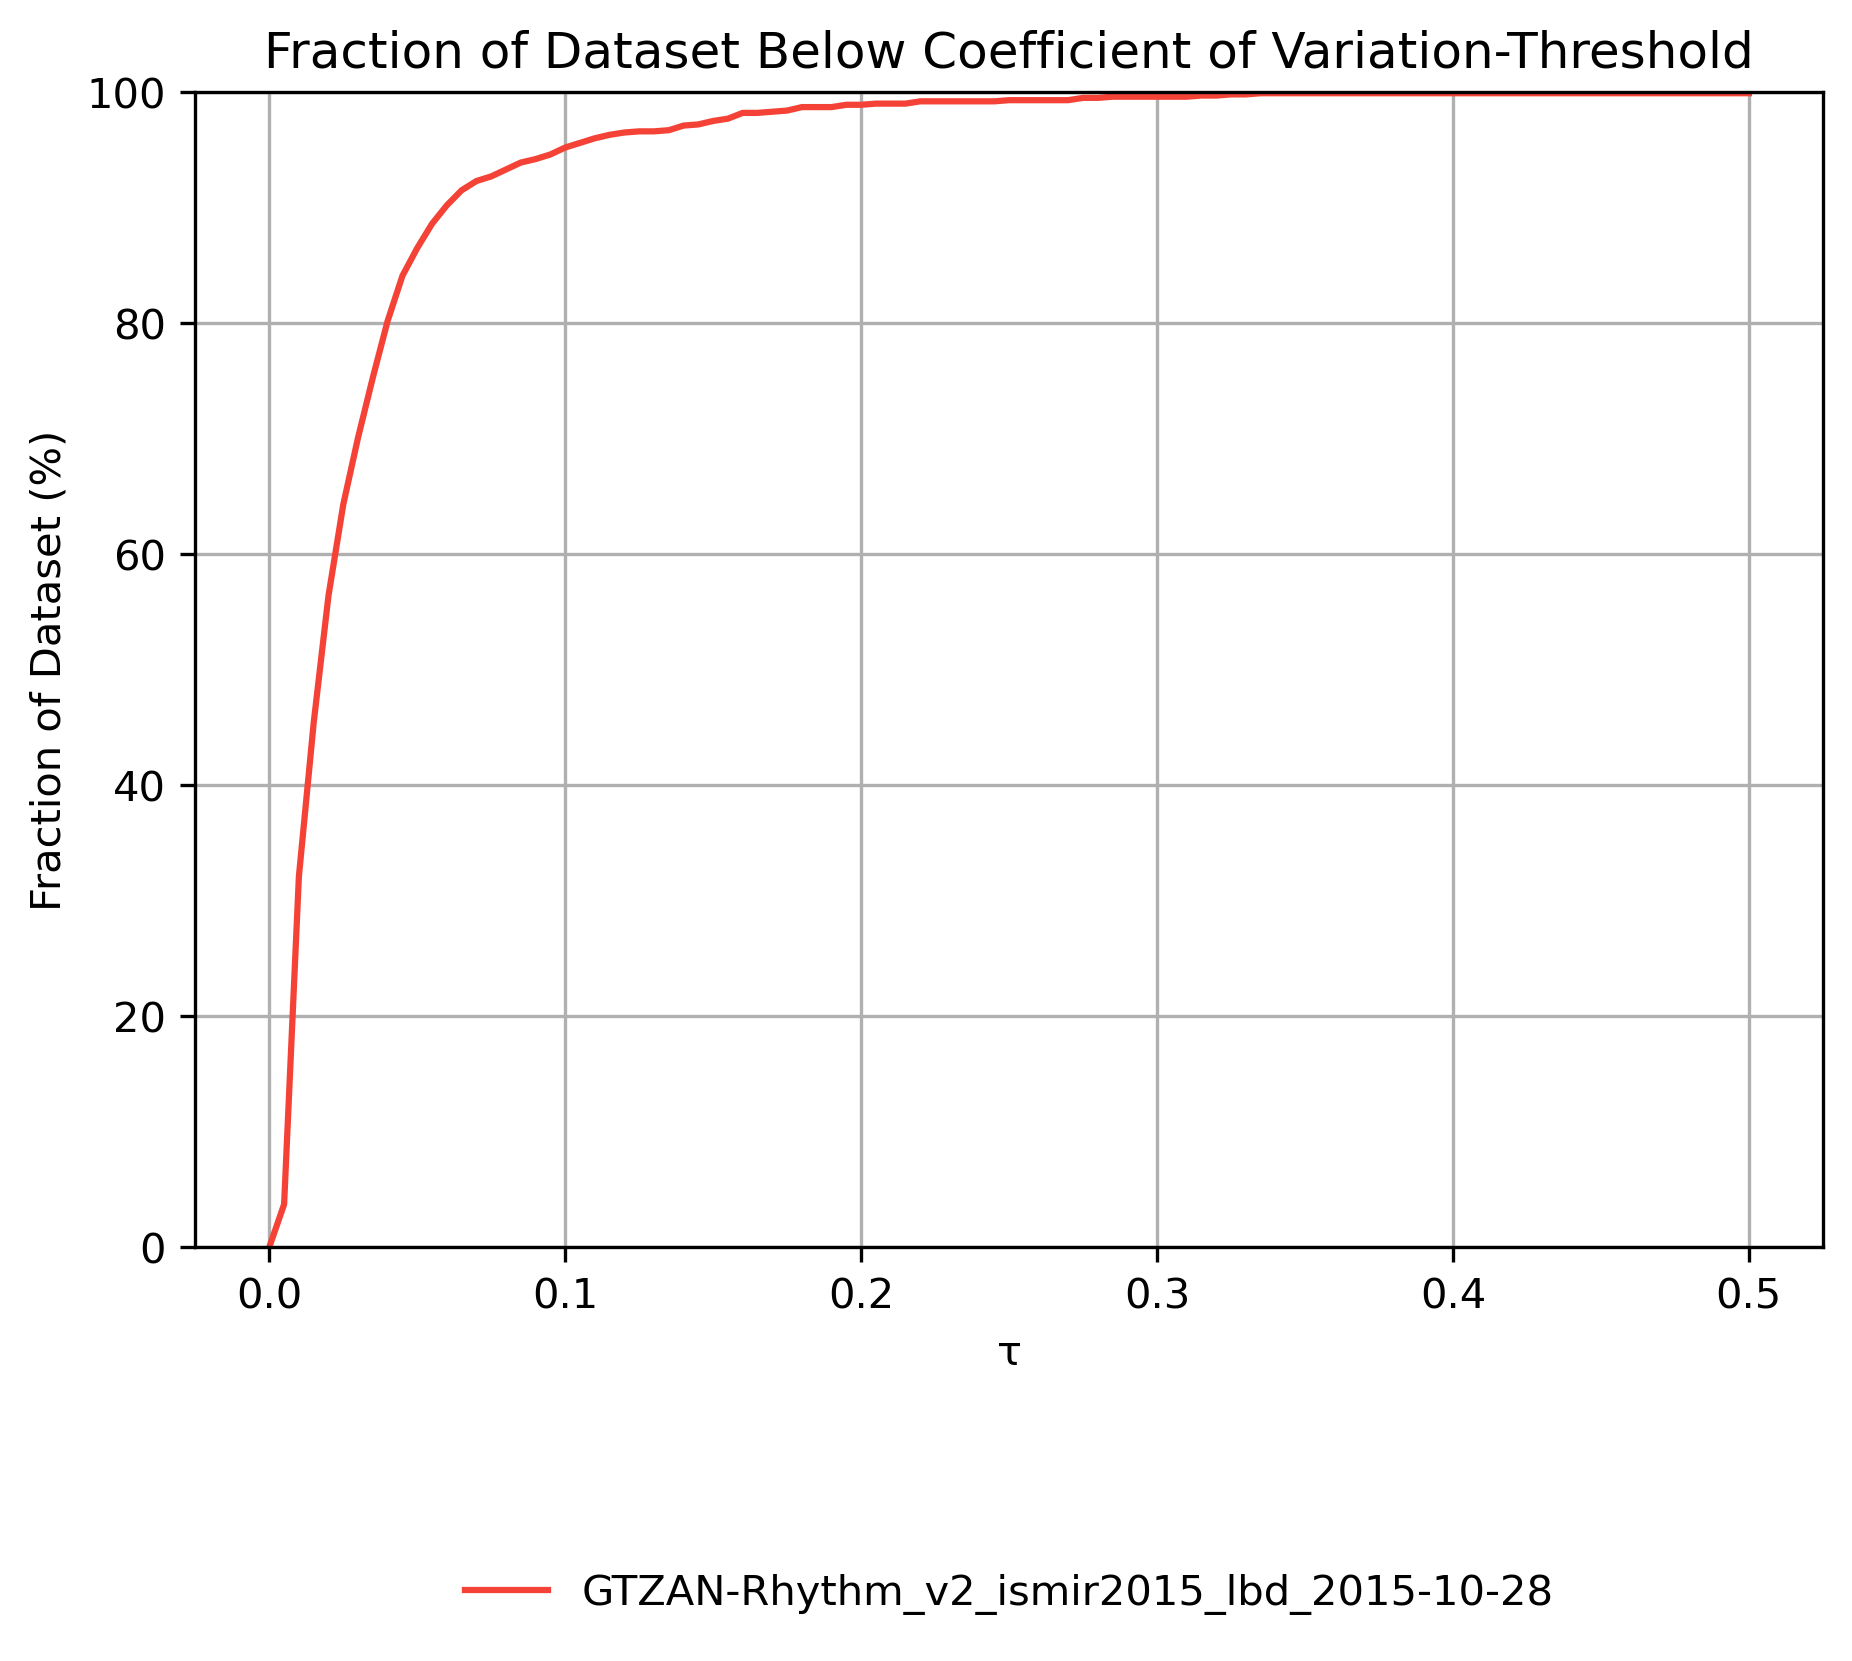 Fraction of Dataset Below Coefficient of Variation-Threshold
Fraction of Dataset (%)
100
80
60
40
20
0
0.0 0.1 0.2 0.3 0.4 0.5
τ
GTZAN-Rhythm_v2_ismir2015_lbd_2015-10-28